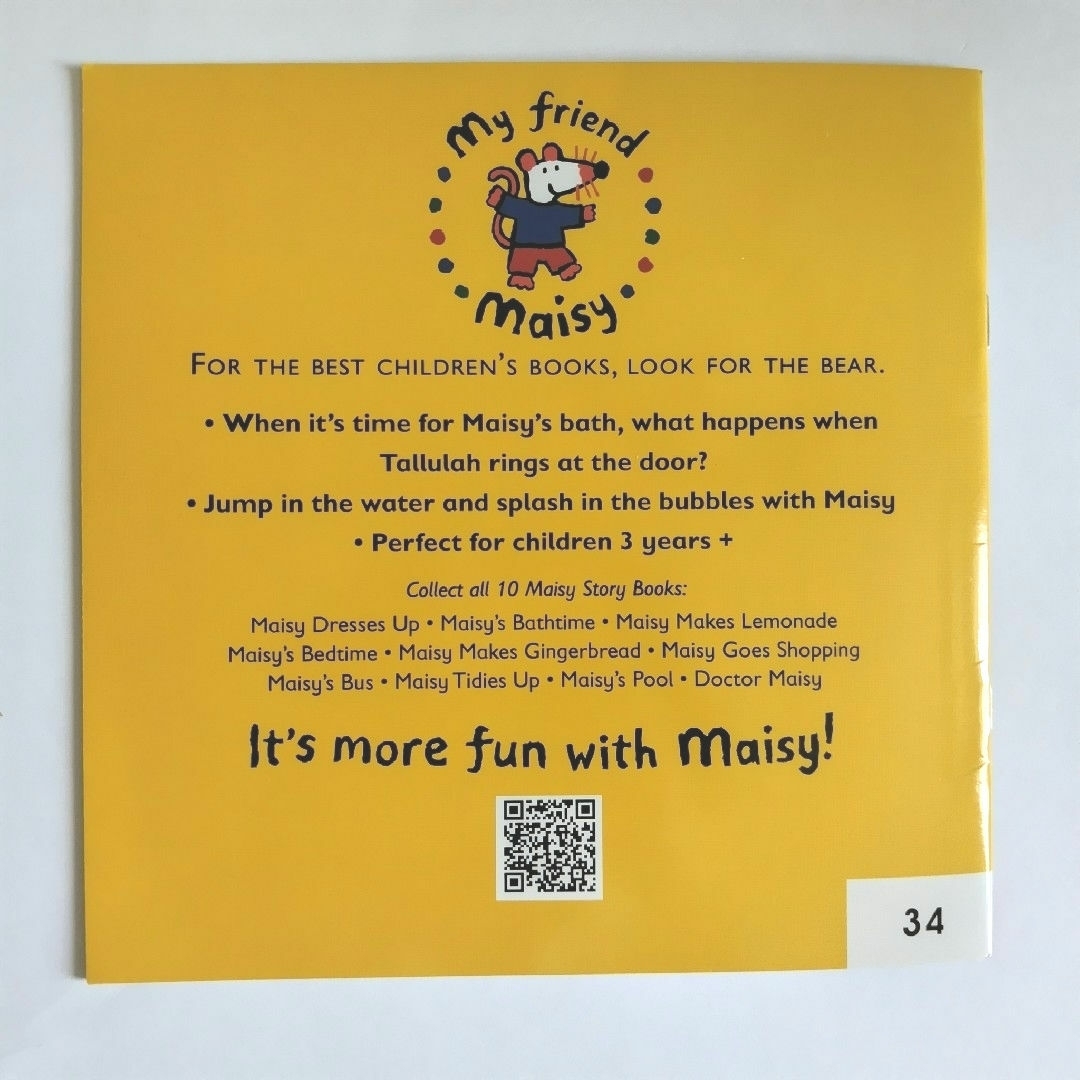 My friend
Maisy
FOR THE BEST CHILDREN'S BOOKS, LOOK FOR THE BEAR.
• When it's time for Maisy's bath, what happens when
Tallulah rings at the door?
• Jump in the water and splash in the bubbles with Maisy
• Perfect for children 3 years +
Collect all 10 Maisy Story Books:
Maisy Dresses Up • Maisy's Bathtime • Maisy Makes Lemonade
Maisy's Bedtime • Maisy Makes Gingerbread • Maisy Goes Shopping
Maisy's Bus • Maisy Tidies Up • Maisy's Pool • Doctor Maisy
It's more fun with Maisy!
34